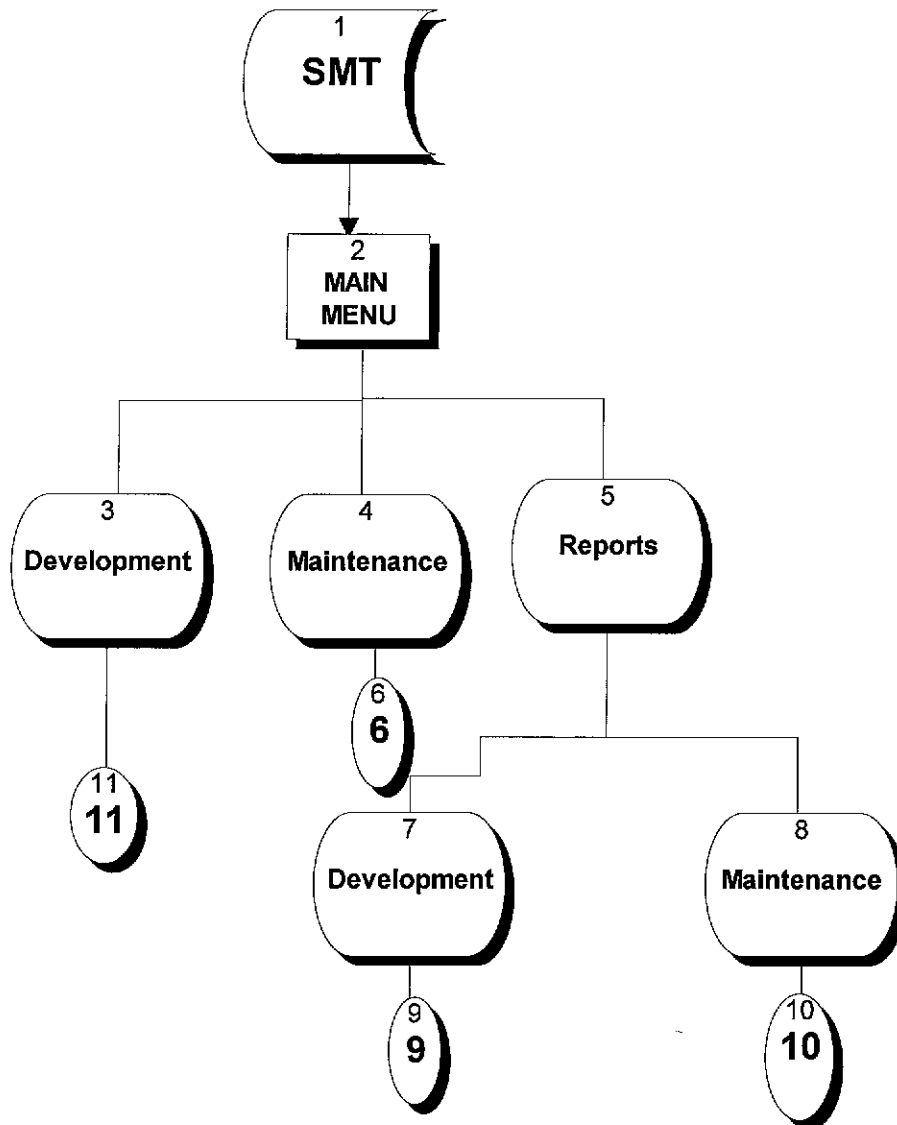 1
SMT
2
MAIN
MENU
3
Development
4
Maintenance
5
Reports
6
6
11
11
7
Development
8
Maintenance
9
9
10
10